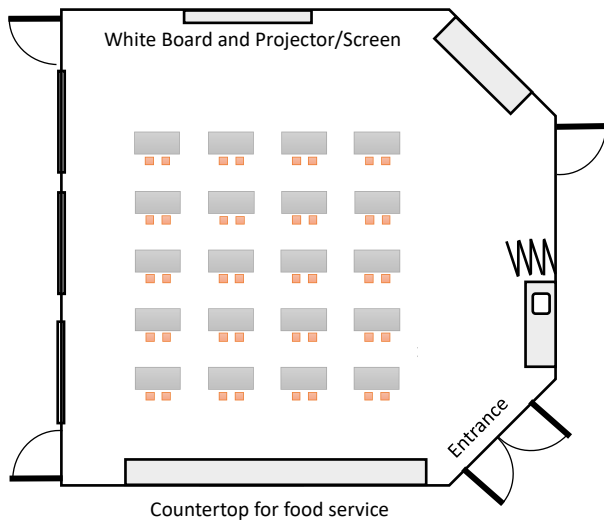 White Board and Projector/Screen
Entrance
Countertop for food service